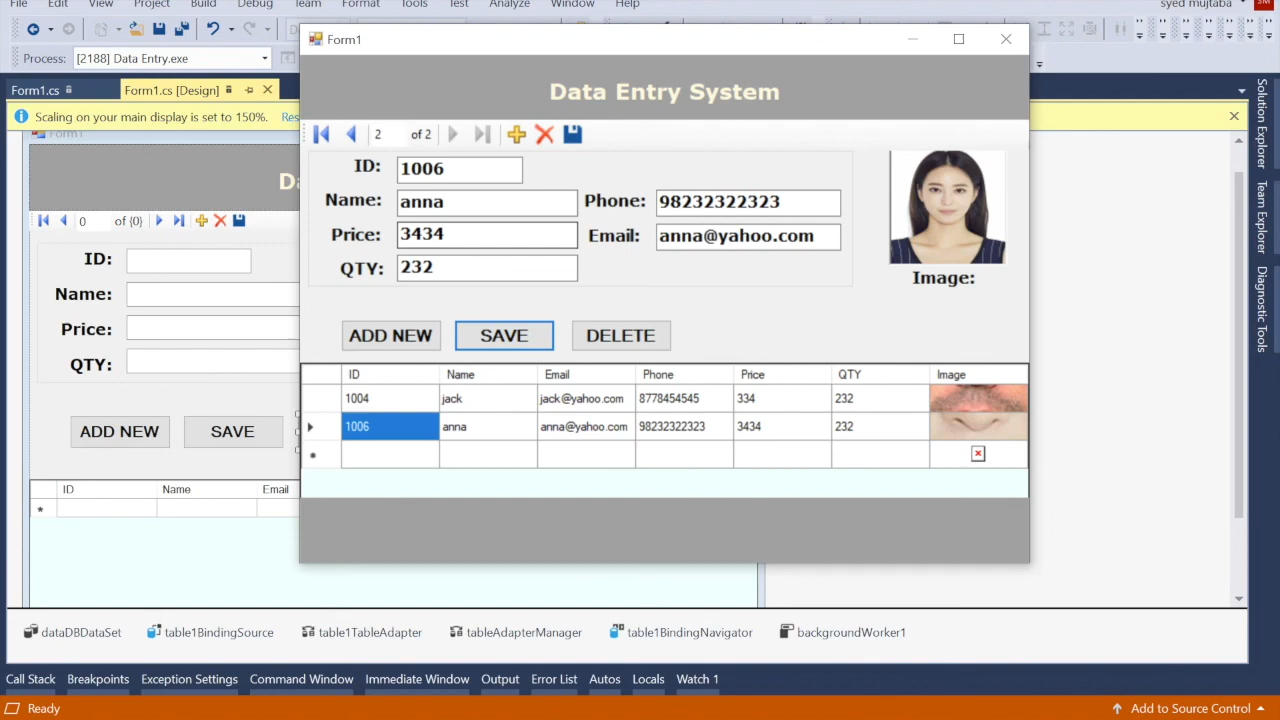 File Edit View Project Build Debug Team Format Tools Test Analyze Window Help syed mujtaba SM
Process: [2188] Data Entry.exe
Form1.cs Form1.cs [Design]
Scaling on your main display is set to 150%. Res
Form1
0 of {0}
ID:
Name:
Price:
QTY:
ADD NEW SAVE
ID Name Email
Form1
Data Entry System
2 of 2
ID: 1006
Name: anna Phone: 98232322323
Price: 3434 Email: anna@yahoo.com
QTY: 232
Image:
ADD NEW SAVE DELETE
ID Name Email Phone Price QTY Image
1004 jack jack@yahoo.com 8778454545 334 232
1006 anna anna@yahoo.com 98232322323 3434 232
*
Solution Explorer
Team Explorer
Diagnostic Tools
dataDBDataSet table1BindingSource table1TableAdapter tableAdapterManager table1BindingNavigator backgroundWorker1
Call Stack Breakpoints Exception Settings Command Window Immediate Window Output Error List Autos Locals Watch 1
Ready Add to Source Control